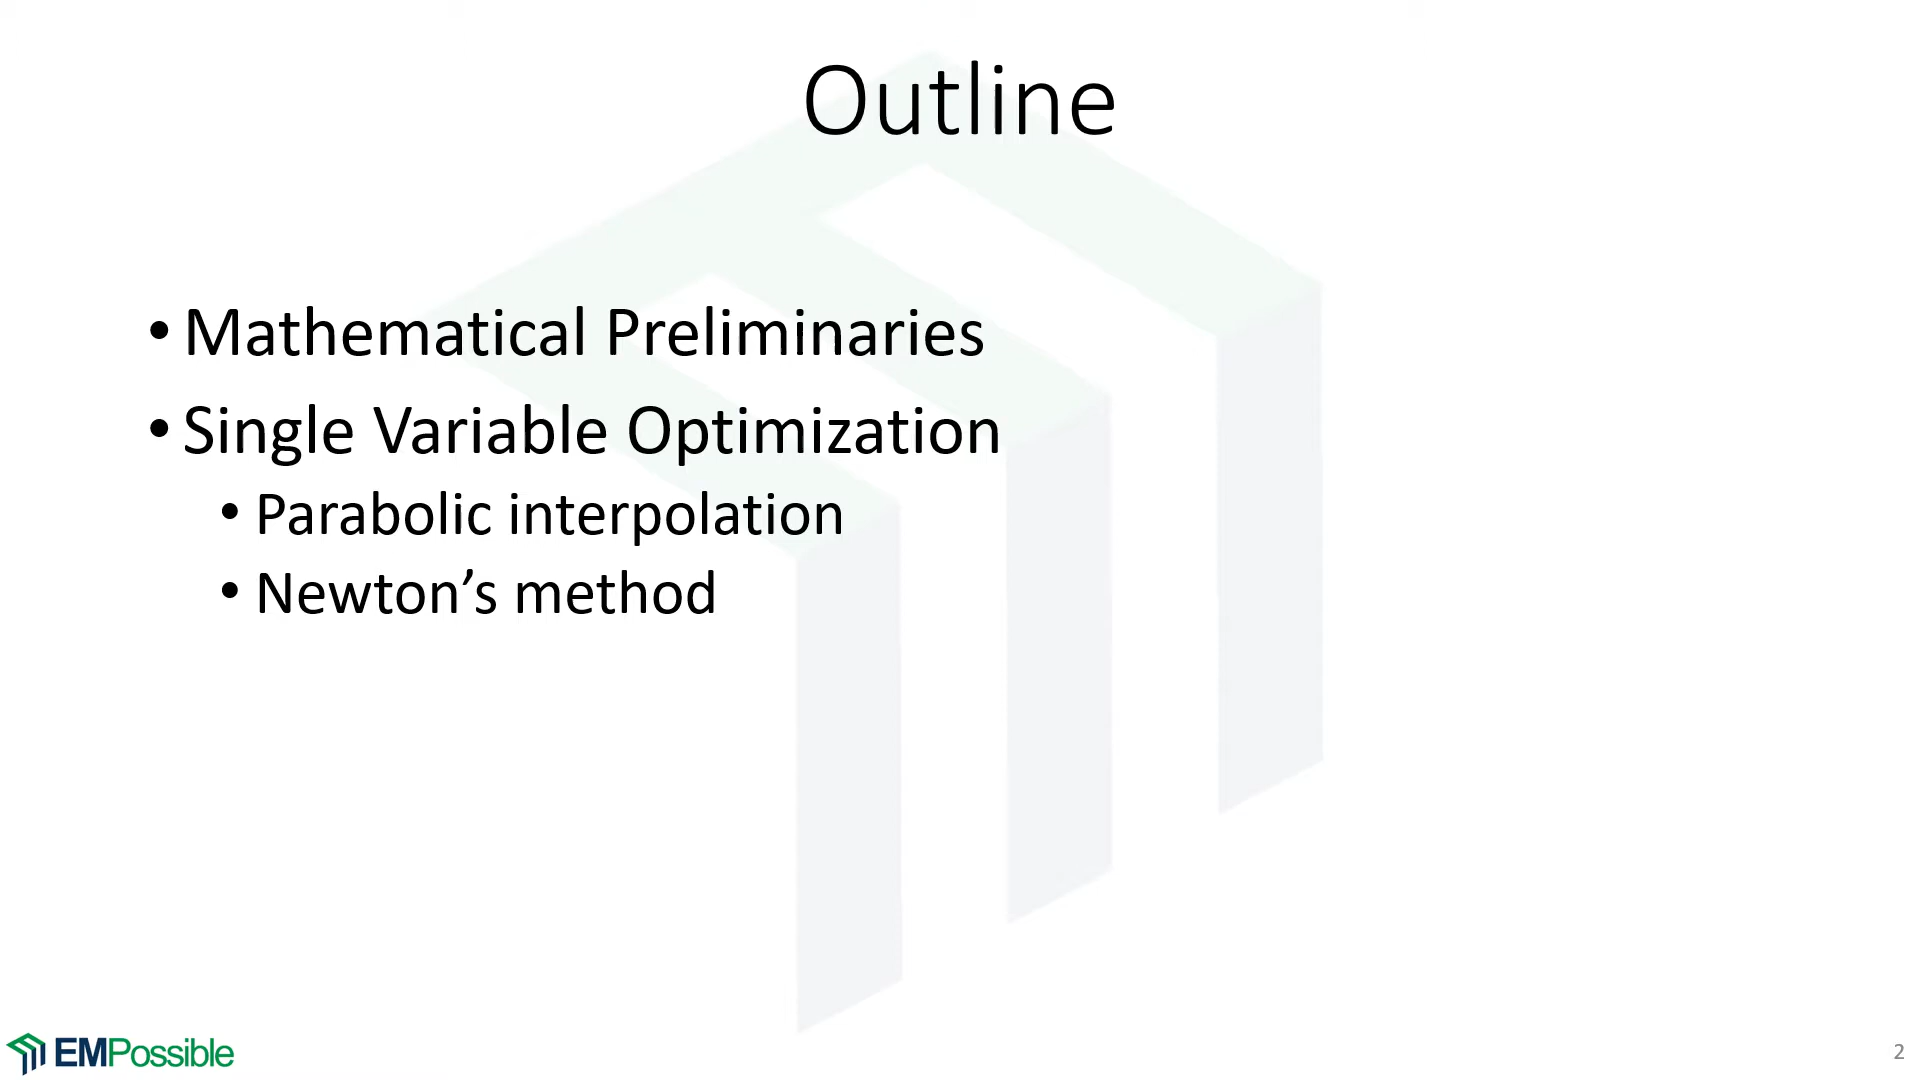 Outline
• Mathematical Preliminaries
• Single Variable Optimization
• Parabolic interpolation
• Newton’s method
EMPossible
2